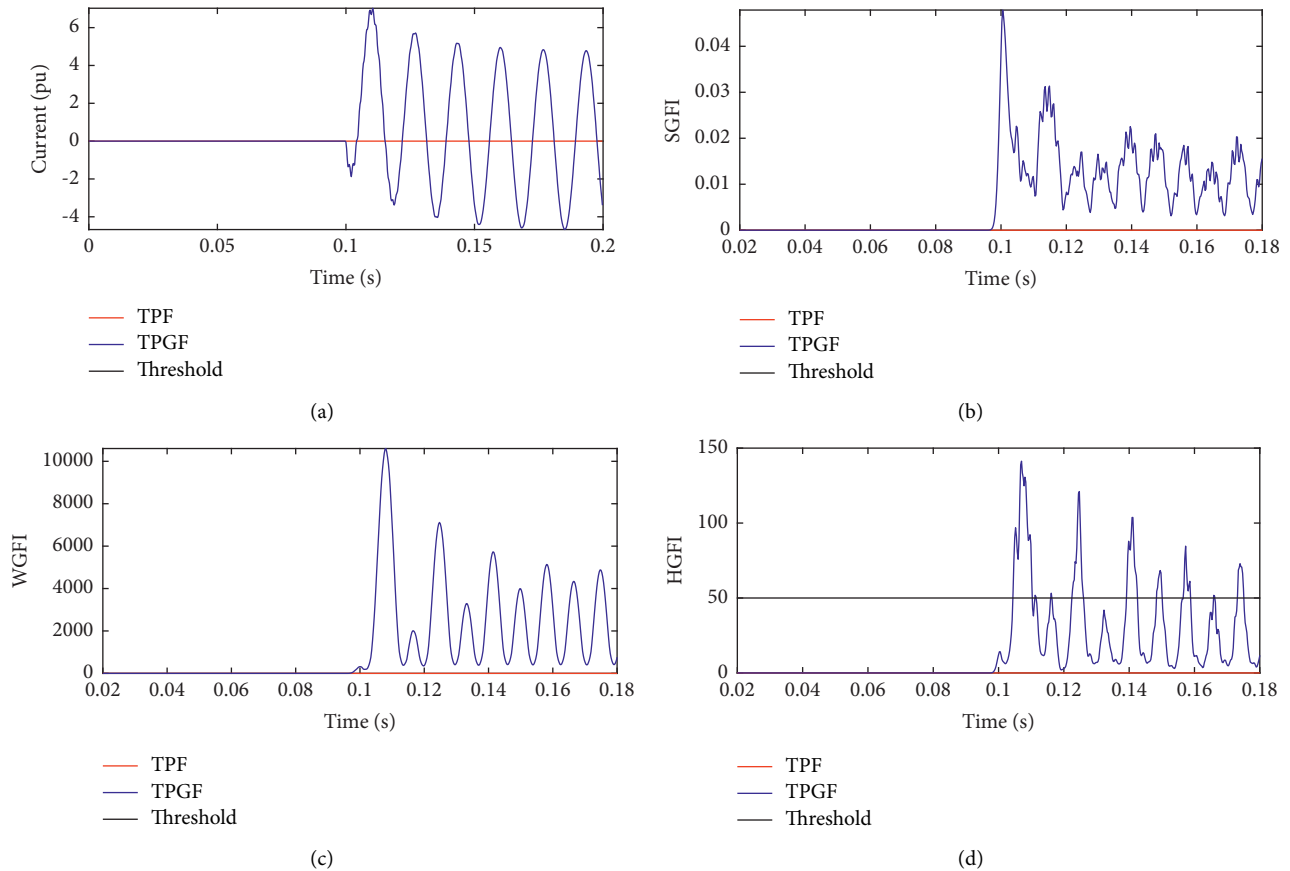 6
4
2
0
-2
-4
Current (pu)
0
0.05
0.1
0.15
0.2
Time (s)
TPF
TPGF
Threshold
(a)
0.04
0.03
0.02
0.01
0
SGFI
0.02
0.04
0.06
0.08
0.1
0.12
0.14
0.16
0.18
Time (s)
TPF
TPGF
Threshold
(b)
10000
8000
6000
4000
2000
0
WGFI
0.02
0.04
0.06
0.08
0.1
0.12
0.14
0.16
0.18
Time (s)
TPF
TPGF
Threshold
(c)
150
100
50
0
HGFI
0.02
0.04
0.06
0.08
0.1
0.12
0.14
0.16
0.18
Time (s)
TPF
TPGF
Threshold
(d)